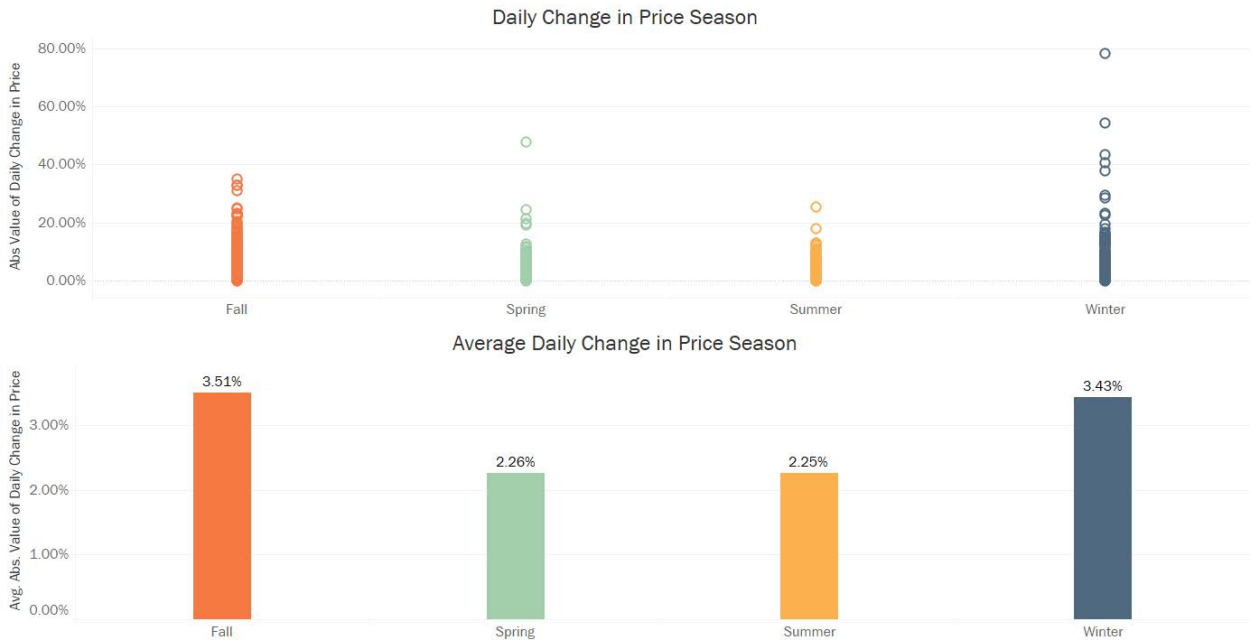 Daily Change in Price Season
Abs Value of Daily Change in Price
80.00%
60.00%
40.00%
20.00%
0.00%
Fall Spring Summer Winter
Average Daily Change in Price Season
Avg. Abs. Value of Daily Change in Price
3.00%
2.00%
1.00%
0.00%
3.51% 2.26% 2.25% 3.43%
Fall Spring Summer Winter